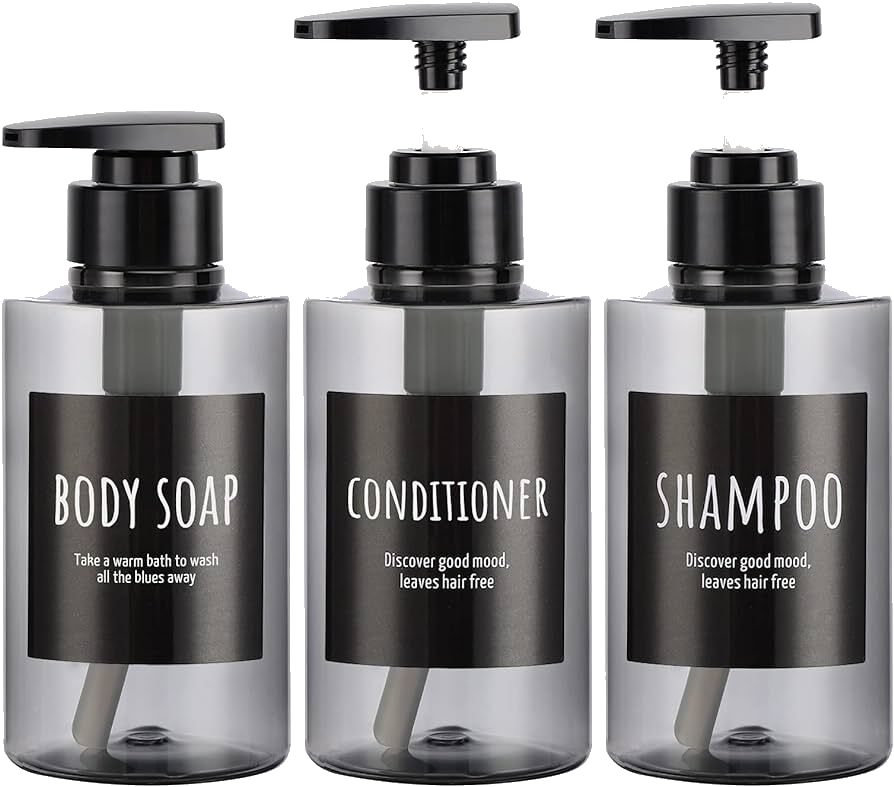 BODY SOAP
Take a warm bath to wash
all the blues away
CONDITIONER
Discover good mood,
leaves hair free
SHAMPOO
Discover good mood,
leaves hair free